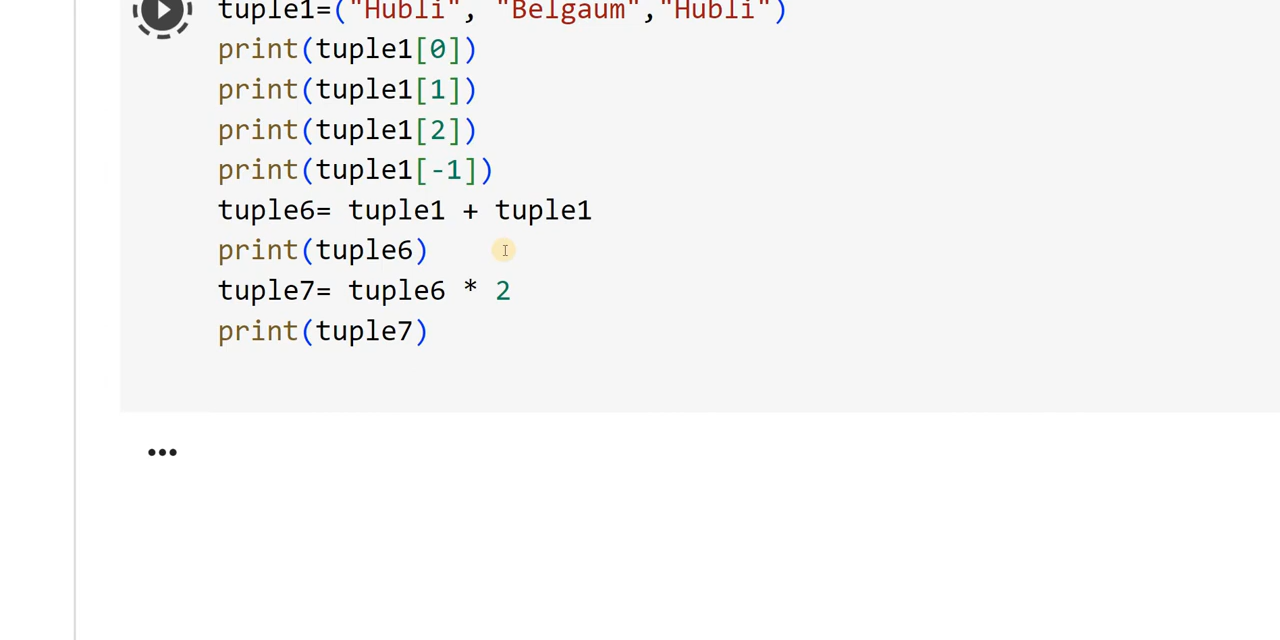 tuple1=("Hubli", "Belgaum","Hubli")
print(tuple1[0])
print(tuple1[1])
print(tuple1[2])
print(tuple1[-1])
tuple6= tuple1 + tuple1
print(tuple6)
tuple7= tuple6 * 2
print(tuple7)